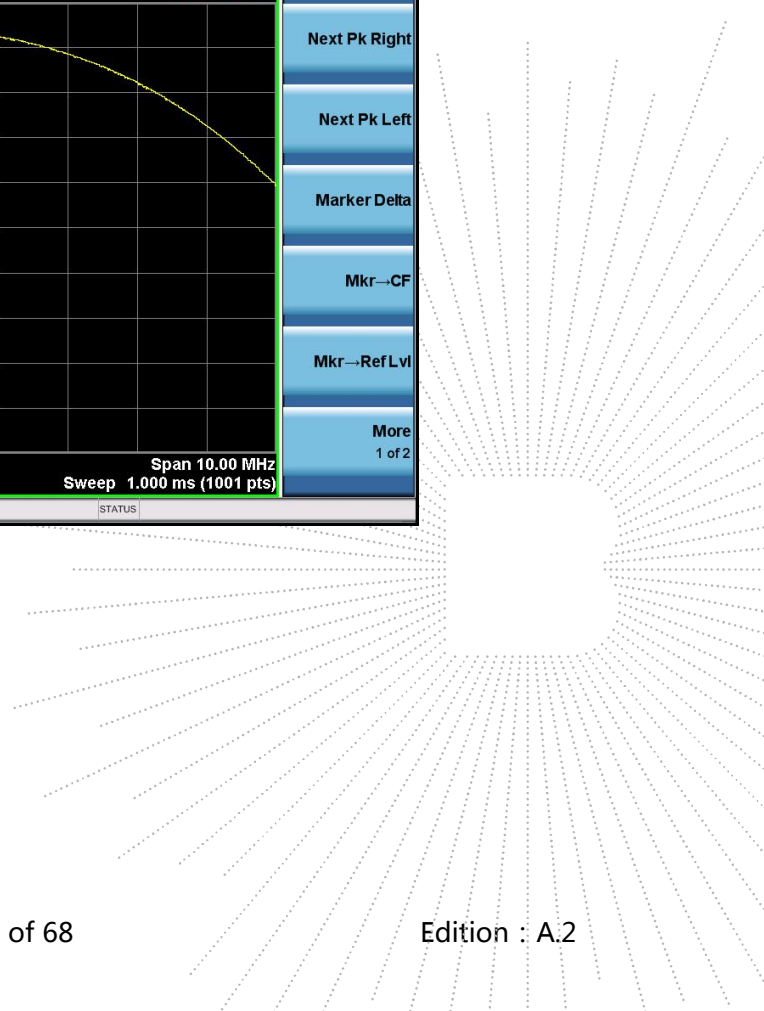 Next Pk Right
Next Pk Left
Marker Delta
Mkr→CF
Mkr→Ref Lvl
More
1 of 2
Span 10.00 MHz
Sweep 1.000 ms (1001 pts)
STATUS
of 68 Edition：A.2